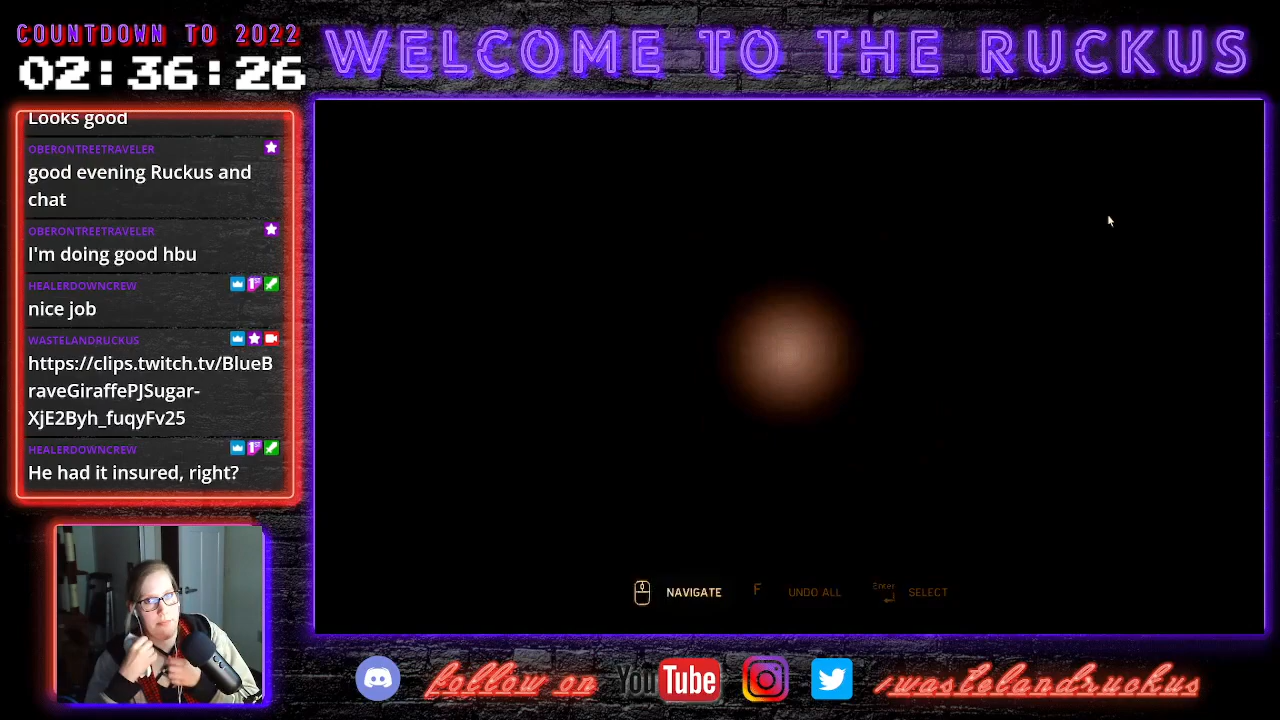 COUNTDOWN TO 2022
02:36:26
WELCOME TO THE RUCKUS
Looks good
OBERONTREETRAVELER
good evening Ruckus and
chat
OBERONTREETRAVELER
I'm doing good hbu
HEALERDOWNCREW
nice job
WASTELANDRUCKUS
https://clips.twitch.tv/BlueB
raveGiraffePJSugar-
XjE2Byh_fuqyFv25
HEALERDOWNCREW
He had it insured, right?
NAVIGATE
F UNDO ALL
Enter SELECT
follow on
YouTube
/wastelandruckus